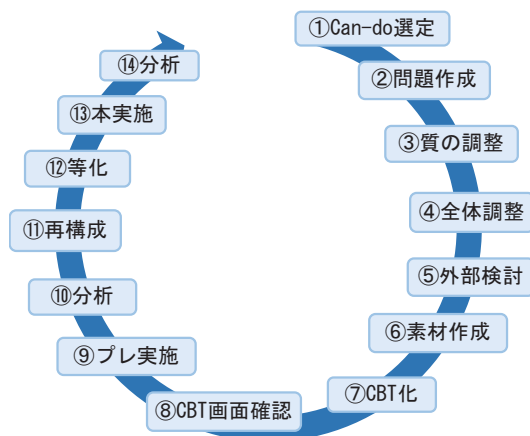 ①Can-do選定
②問題作成
③質の調整
④全体調整
⑤外部検討
⑥素材作成
⑦CBT化
⑧CBT画面確認
⑨プレ実施
⑩分析
⑪再構成
⑫等化
⑬本実施
⑭分析